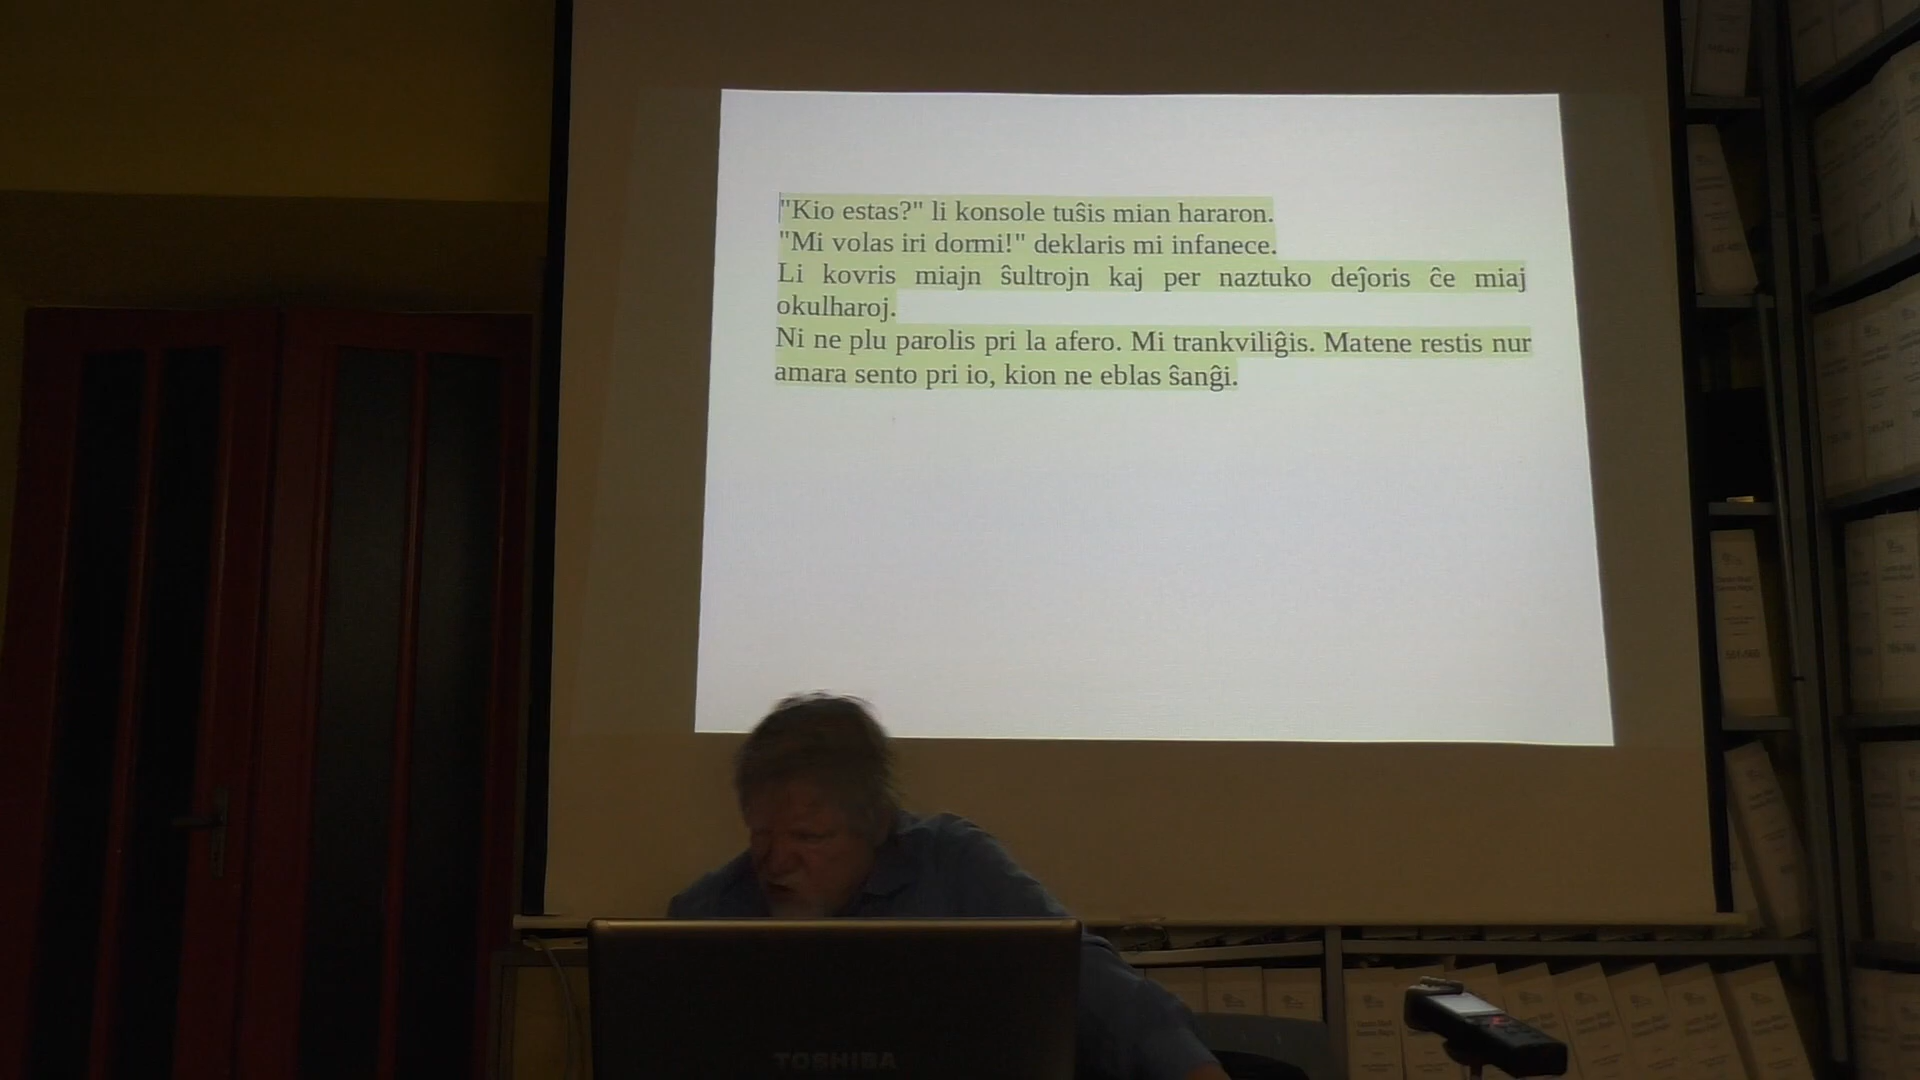 "Kio estas?" li konsole tuŝis mian hararon.
"Mi volas iri dormi!" deklaris mi infanece.
Li kovris miajn ŝultrojn kaj per naztuko deĵoris ĉe miaj
okulharoj.
Ni ne plu parolis pri la afero. Mi trankviliĝis. Matene restis nur
amara sento pri io, kion ne eblas ŝanĝi.
TOSHIBA